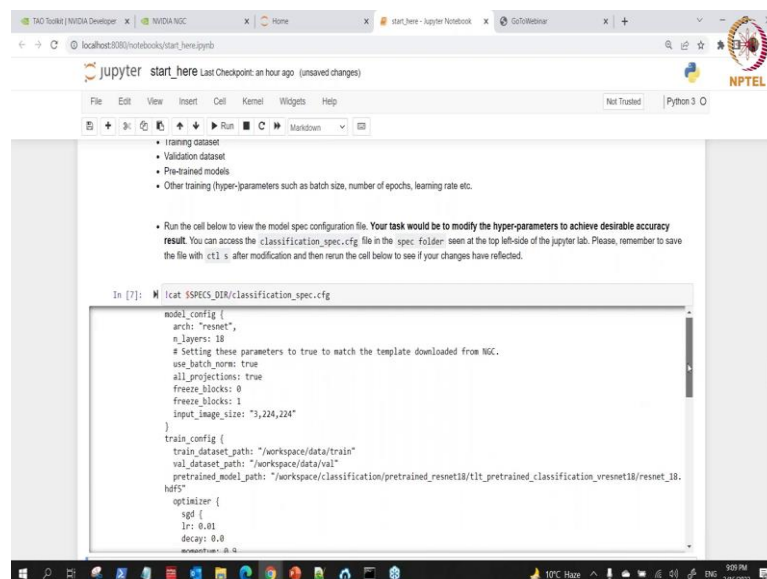 TAO Toolkit | NVIDIA Developer x NVIDIA NGC x Home x start_here - Jupyter Notebook x GoToWebinar x +
localhost:8080/notebooks/start_here.ipynb
NPTEL
jupyter start_here Last Checkpoint: an hour ago (unsaved changes)
File Edit View Insert Cell Kernel Widgets Help Not Trusted Python 3 O
Run Markdown
• Training dataset
• Validation dataset
• Pre-trained models
• Other training (hyper-)parameters such as batch size, number of epochs, learning rate etc.
• Run the cell below to view the model spec configuration file. Your task would be to modify the hyper-parameters to achieve desirable accuracy
result. You can access the classification_spec.cfg file in the spec folder seen at the top left-side of the jupyter lab. Please, remember to save
the file with ctl s after modification and then rerun the cell below to see if your changes have reflected.
In [7]: !cat $SPECS_DIR/classification_spec.cfg
model_config {
arch: "resnet",
n_layers: 18
# Setting these parameters to true to match the template downloaded from NGC.
use_batch_norm: true
all_projections: true
freeze_blocks: 0
freeze_blocks: 1
input_image_size: "3,224,224"
}
train_config {
train_dataset_path: "/workspace/data/train"
val_dataset_path: "/workspace/data/val"
pretrained_model_path: "/workspace/classification/pretrained_resnet18/tlt_pretrained_classification_vresnet18/resnet_18.
hdf5"
optimizer {
sgd {
lr: 0.01
decay: 0.0
momentum: 0.9
10°C Haze ENG 9:09 PM